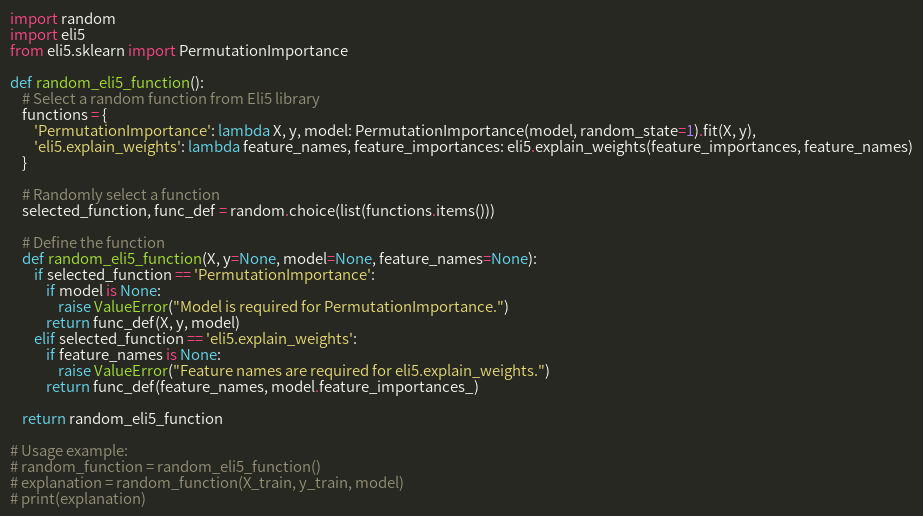 import random
import eli5
from eli5.sklearn import PermutationImportance

def random_eli5_function():
    # Select a random function from Eli5 library
    functions = {
        'PermutationImportance': lambda X, y, model: PermutationImportance(model, random_state=1).fit(X, y),
        'eli5.explain_weights': lambda feature_names, feature_importances: eli5.explain_weights(feature_importances, feature_names)
    }

    # Randomly select a function
    selected_function, func_def = random.choice(list(functions.items()))

    # Define the function
    def random_eli5_function(X, y=None, model=None, feature_names=None):
        if selected_function == 'PermutationImportance':
            if model is None:
                raise ValueError("Model is required for PermutationImportance.")
            return func_def(X, y, model)
        elif selected_function == 'eli5.explain_weights':
            if feature_names is None:
                raise ValueError("Feature names are required for eli5.explain_weights.")
            return func_def(feature_names, model.feature_importances_)

    return random_eli5_function

# Usage example:
# random_function = random_eli5_function()
# explanation = random_function(X_train, y_train, model)
# print(explanation)